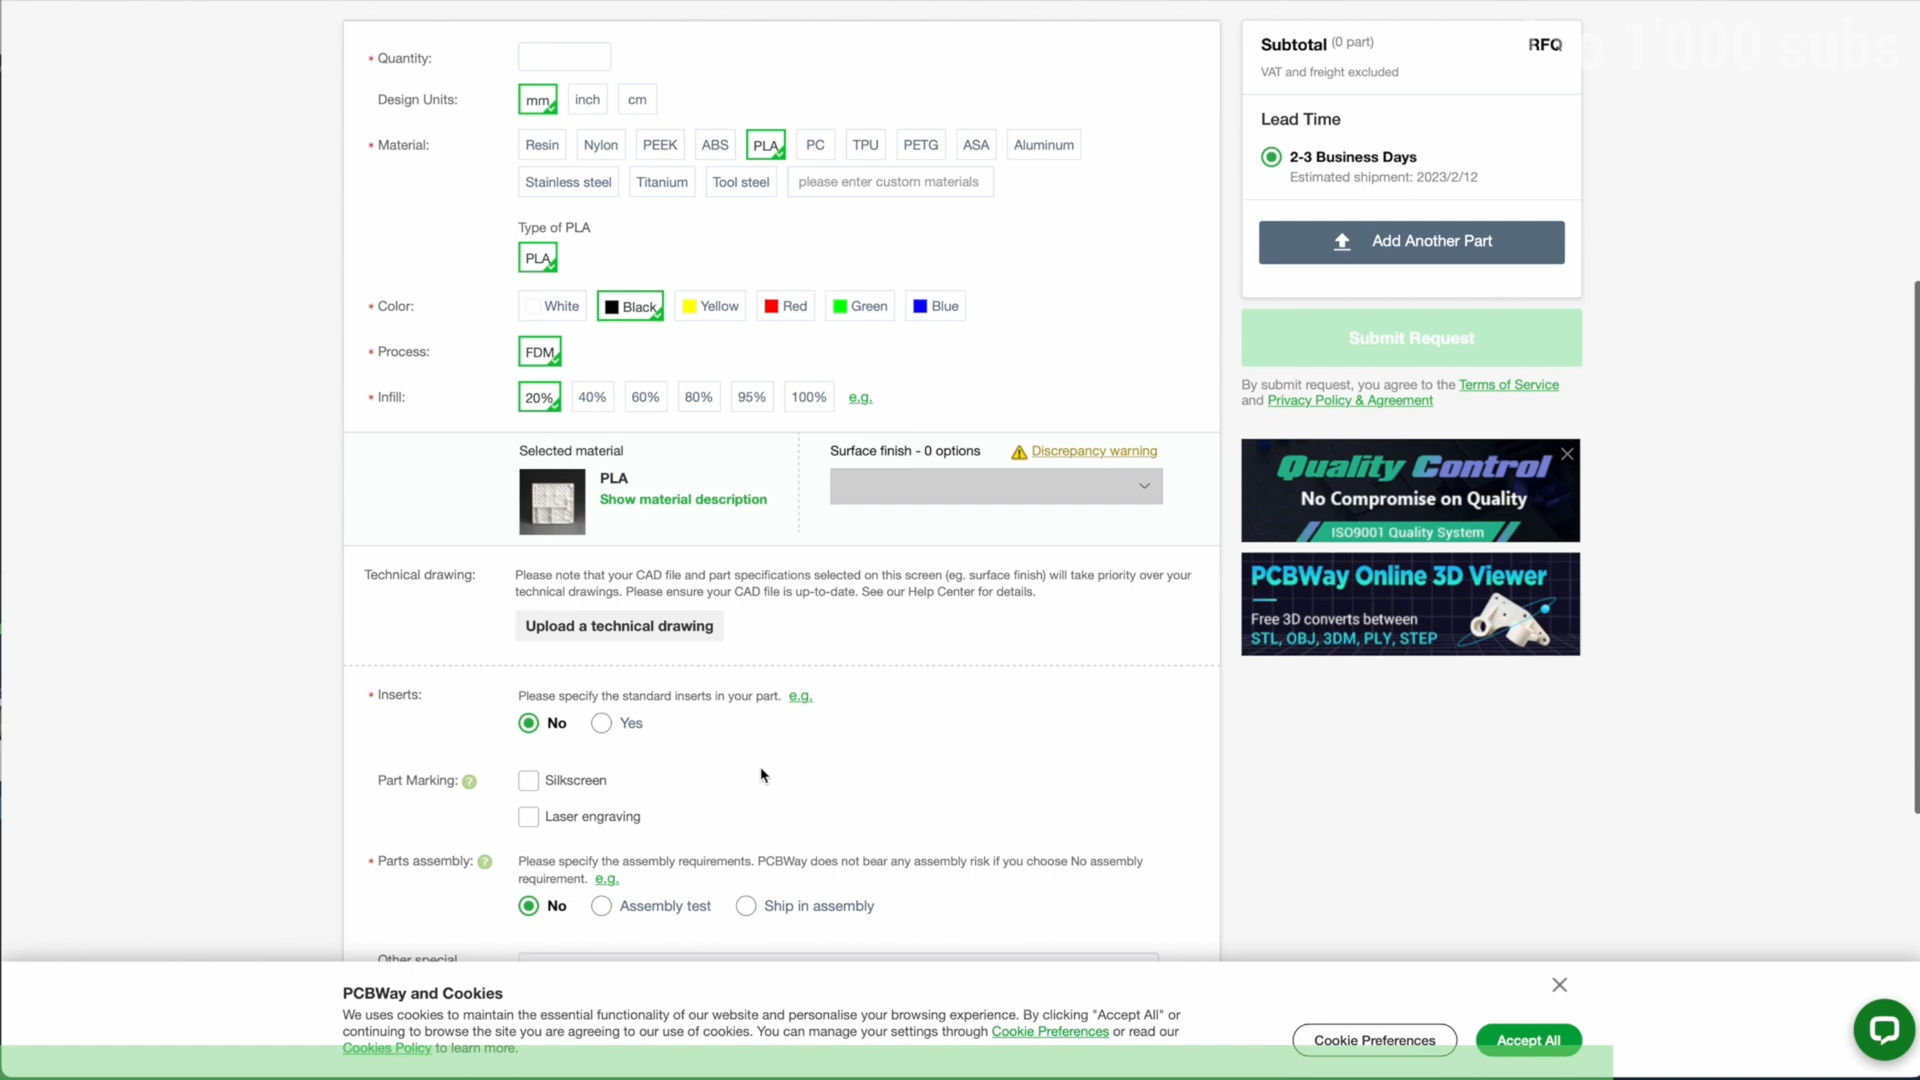 1'000 subs
* Quantity:
Design Units: mm inch cm
* Material: Resin Nylon PEEK ABS PLA PC TPU PETG ASA Aluminum
Stainless steel Titanium Tool steel please enter custom materials
Type of PLA
PLA
* Color: White Black Yellow Red Green Blue
* Process: FDM
* Infill: 20% 40% 60% 80% 95% 100% e.g.
Selected material
PLA
Show material description
Surface finish - 0 options Discrepancy warning
Technical drawing: Please note that your CAD file and part specifications selected on this screen (eg. surface finish) will take priority over your
technical drawings. Please ensure your CAD file is up-to-date. See our Help Center for details.
Upload a technical drawing
* Inserts: Please specify the standard inserts in your part. e.g.
No Yes
Part Marking: ? Silkscreen
Laser engraving
* Parts assembly: ? Please specify the assembly requirements. PCBWay does not bear any assembly risk if you choose No assembly
requirement. e.g.
No Assembly test Ship in assembly
Other special
Subtotal (0 part) RFQ
VAT and freight excluded
Lead Time
2-3 Business Days
Estimated shipment: 2023/2/12
Add Another Part
Submit Request
By submit request, you agree to the Terms of Service
and Privacy Policy & Agreement
Quality Control
No Compromise on Quality
ISO9001 Quality System
PCBWay Online 3D Viewer
Free 3D converts between
STL, OBJ, 3DM, PLY, STEP
PCBWay and Cookies
We uses cookies to maintain the essential functionality of our website and personalise your browsing experience. By clicking "Accept All" or
continuing to browse the site you are agreeing to our use of cookies. You can manage your settings through Cookie Preferences or read our
Cookies Policy to learn more.
Cookie Preferences Accept All